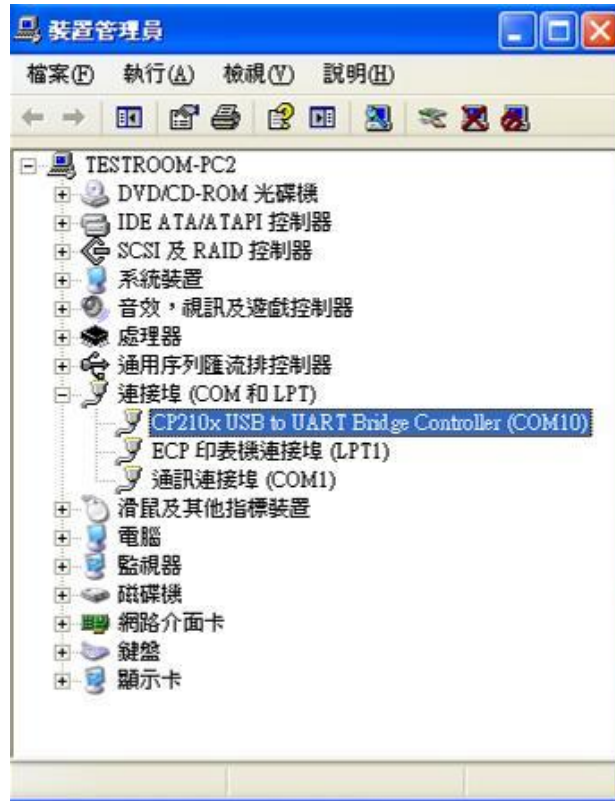 裝置管理員
檔案(F) 執行(A) 檢視(V) 說明(H)
TESTROOM-PC2
DVD/CD-ROM 光碟機
IDE ATA/ATAPI 控制器
SCSI 及 RAID 控制器
系統裝置
音效，視訊及遊戲控制器
處理器
通用序列匯流排控制器
連接埠 (COM 和 LPT)
CP210x USB to UART Bridge Controller (COM10)
ECP 印表機連接埠 (LPT1)
通訊連接埠 (COM1)
滑鼠及其他指標裝置
電腦
監視器
磁碟機
網路介面卡
鍵盤
顯示卡